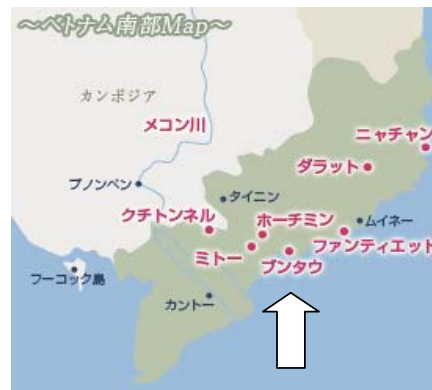 ～ベトナム南部Map～
カンボジア
メコン川
ニャチャン
ダラット
プノンペン
タイニン
クチトンネル
ホーチミン
ムイネー
ミトー
ブンタウ
ファンティエット
フーコック島
カントー